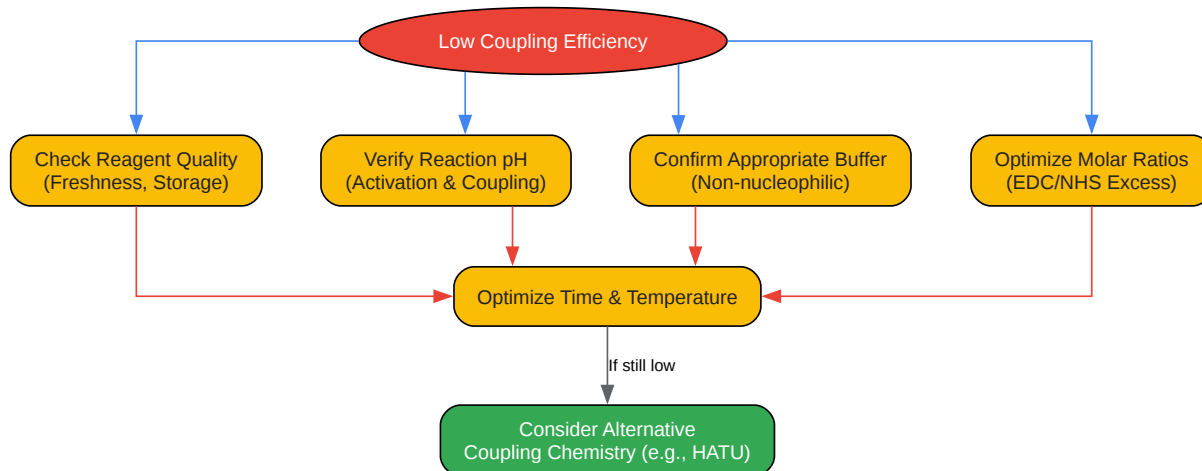 Low Coupling Efficiency
Check Reagent Quality
(Freshness, Storage)
Verify Reaction pH
(Activation & Coupling)
Confirm Appropriate Buffer
(Non-nucleophilic)
Optimize Molar Ratios
(EDC/NHS Excess)
Optimize Time & Temperature
If still low
Consider Alternative
Coupling Chemistry (e.g., HATU)